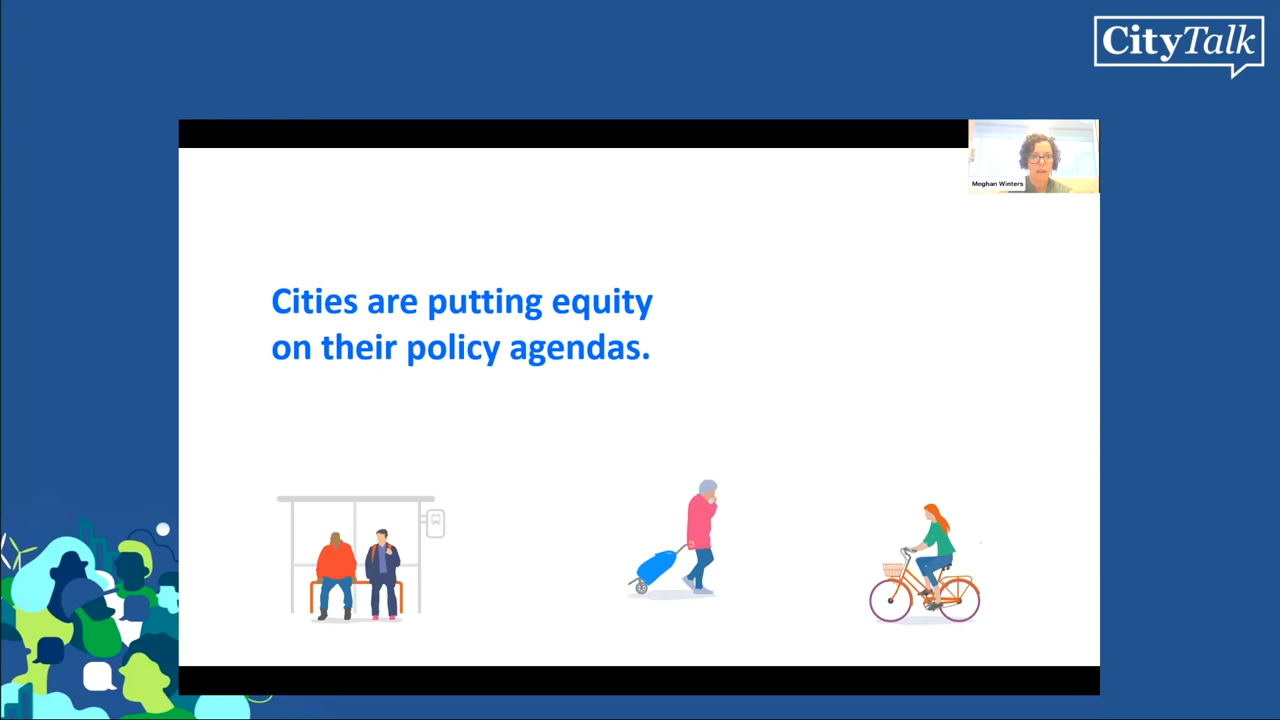 CityTalk
Meghan Winters
Cities are putting equity
on their policy agendas.